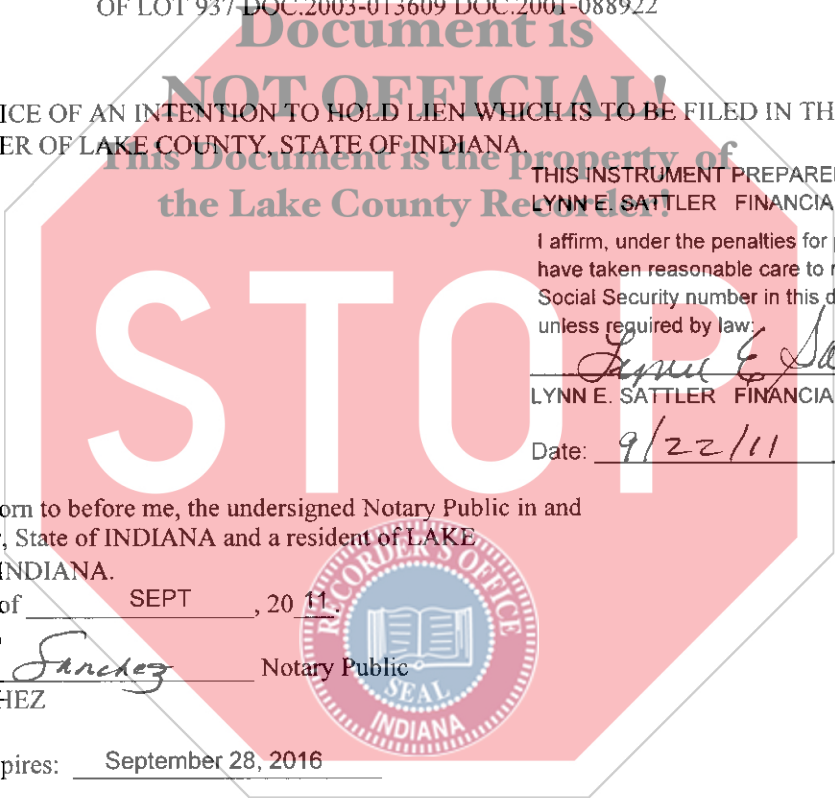 OF LOT 937 DOC.2003-013609 DOC.2001-088922
Document is
NOT OFFICIAL!
ICE OF AN INTENTION TO HOLD LIEN WHICH IS TO BE FILED IN TH
ER OF LAKE COUNTY, STATE OF INDIANA.
This Document is the property of
the Lake County Recorder!
THIS INSTRUMENT PREPARE
LYNN E. SATTLER FINANCIA
I affirm, under the penalties for
have taken reasonable care to r
Social Security number in this d
unless required by law:
Lynn E Sa
LYNN E. SATTLER FINANCIA
Date: 9/22/11
STOP
orn to before me, the undersigned Notary Public in and
, State of INDIANA and a resident of LAKE
INDIANA.
of SEPT , 20 11.
Sanchez Notary Public
HEZ
pires: September 28, 2016
RECORDER'S OFFICE
SEAL
INDIANA